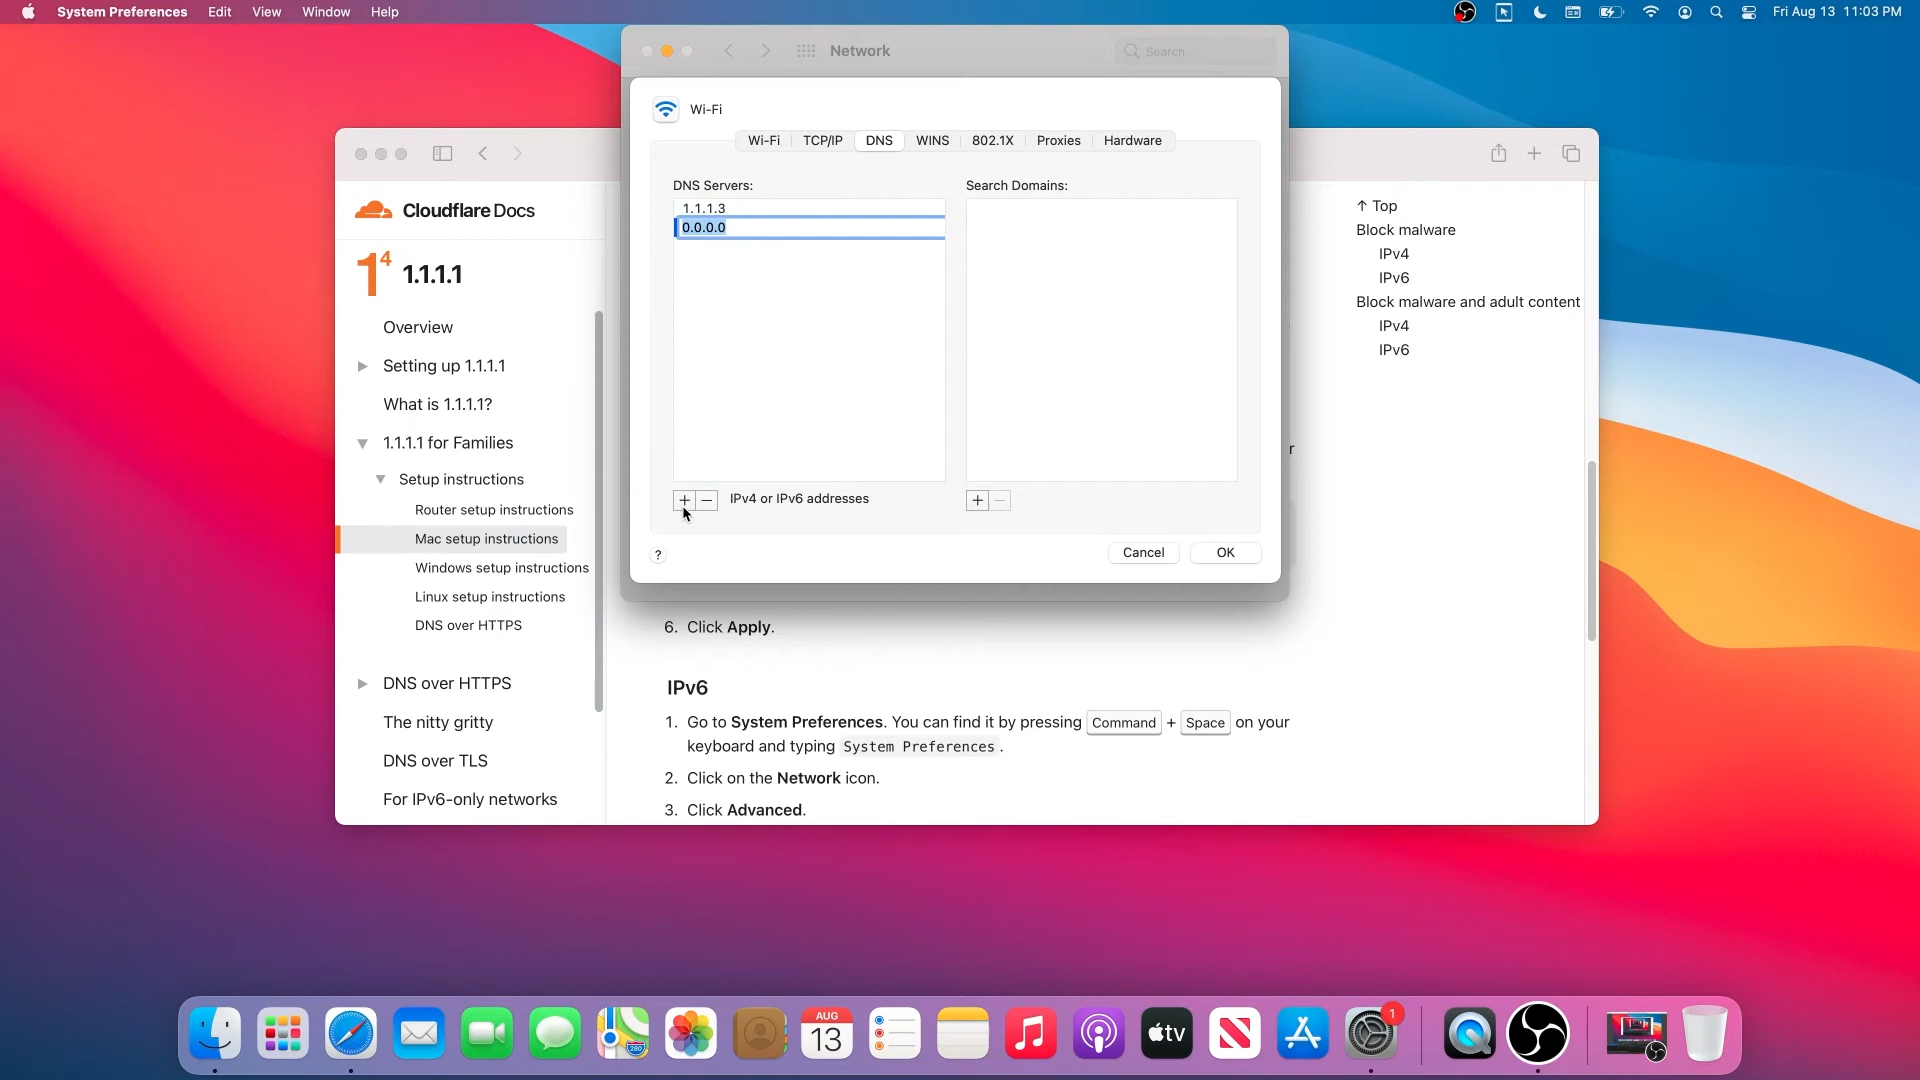 System Preferences Edit View Window Help
Fri Aug 13 11:03 PM
Network
Search
Wi-Fi
Wi-Fi TCP/IP DNS WINS 802.1X Proxies Hardware
DNS Servers:
1.1.1.3
0.0.0.0
Search Domains:
+ − IPv4 or IPv6 addresses
+ −
?
Cancel
OK
Cloudflare Docs
1⁴ 1.1.1.1
Overview
Setting up 1.1.1.1
What is 1.1.1.1?
1.1.1.1 for Families
Setup instructions
Router setup instructions
Mac setup instructions
Windows setup instructions
Linux setup instructions
DNS over HTTPS
DNS over HTTPS
The nitty gritty
DNS over TLS
For IPv6-only networks
r
6. Click Apply.
IPv6
1. Go to System Preferences. You can find it by pressing Command + Space on your
keyboard and typing System Preferences.
2. Click on the Network icon.
3. Click Advanced.
↑ Top
Block malware
IPv4
IPv6
Block malware and adult content
IPv4
IPv6
280
AUG
13
tv
1